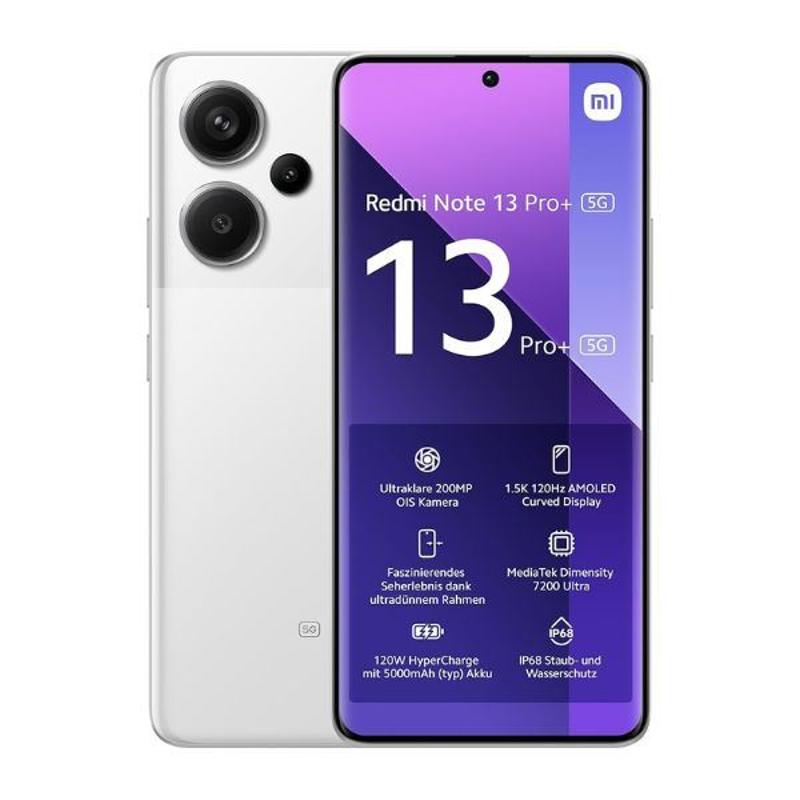 mi
Redmi Note 13 Pro+ 5G
13
Pro+ 5G
Ultraklare 200MP
OIS Kamera
1.5K 120Hz AMOLED
Curved Display
Faszinierendes
Seherlebnis dank
ultradünnem Rahmen
MediaTek Dimensity
7200 Ultra
120W HyperCharge
mit 5000mAh (typ) Akku
IP68
IP68 Staub- und
Wasserschutz
5G